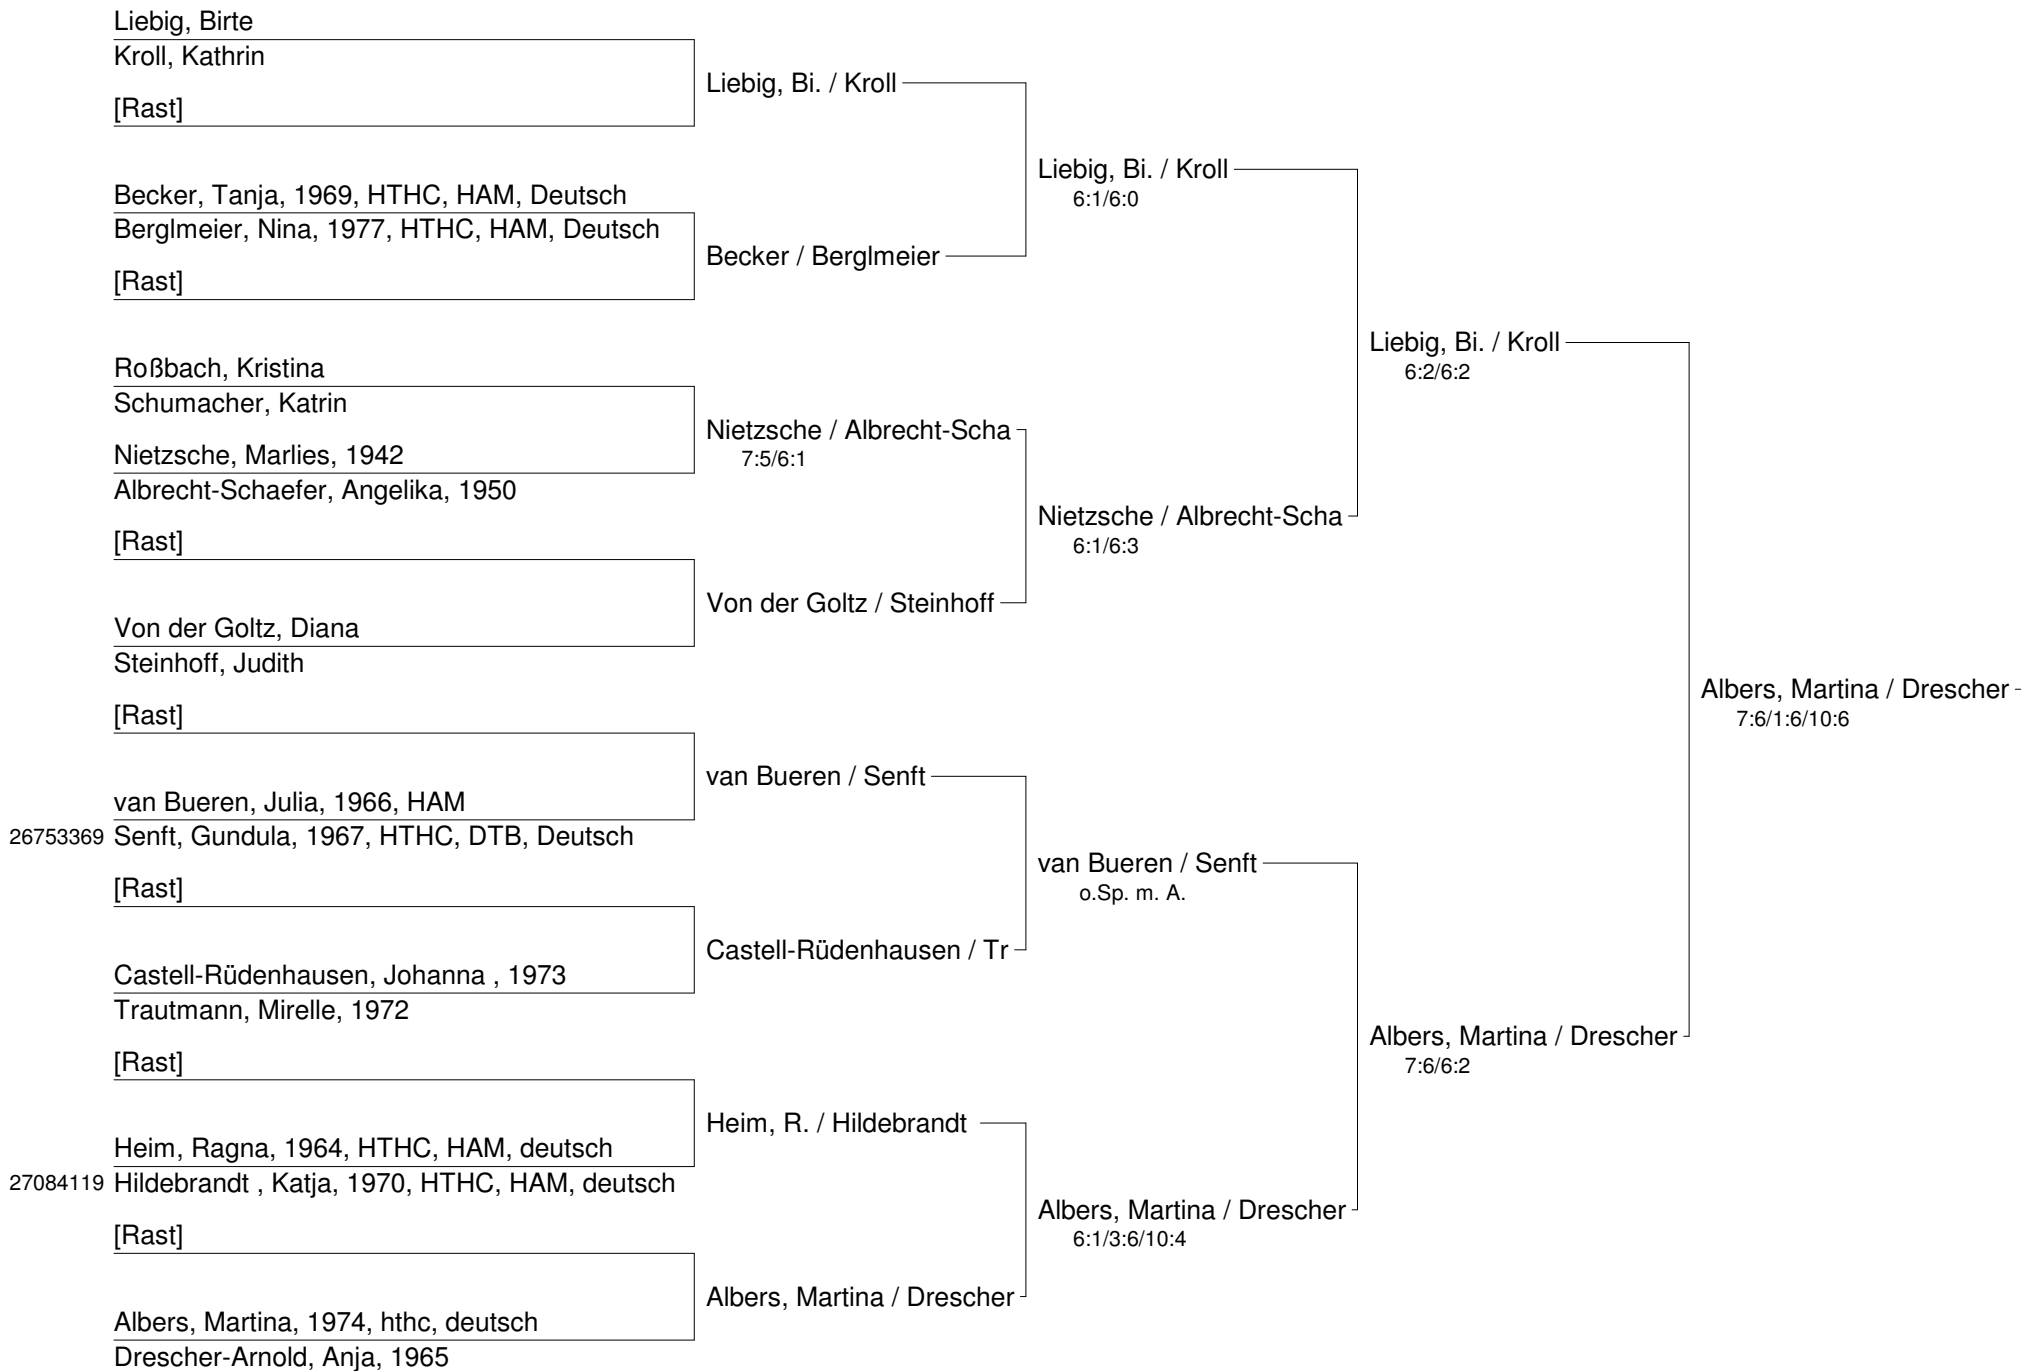 Liebig, Birte
Kroll, Kathrin
[Rast]
Becker, Tanja, 1969, HTHC, HAM, Deutsch
Berglmeier, Nina, 1977, HTHC, HAM, Deutsch
[Rast]
Roßbach, Kristina
Schumacher, Katrin
Nietzsche, Marlies, 1942
Albrecht-Schaefer, Angelika, 1950
[Rast]
Von der Goltz, Diana
Steinhoff, Judith
[Rast]
van Bueren, Julia, 1966, HAM
26753369 Senft, Gundula, 1967, HTHC, DTB, Deutsch
[Rast]
Castell-Rüdenhausen, Johanna , 1973
Trautmann, Mirelle, 1972
[Rast]
Heim, Ragna, 1964, HTHC, HAM, deutsch
27084119 Hildebrandt , Katja, 1970, HTHC, HAM, deutsch
[Rast]
Albers, Martina, 1974, hthc, deutsch
Drescher-Arnold, Anja, 1965
Liebig, Bi. / Kroll
Becker / Berglmeier
Nietzsche / Albrecht-Scha
7:5/6:1
Von der Goltz / Steinhoff
van Bueren / Senft
Castell-Rüdenhausen / Tr
Heim, R. / Hildebrandt
Albers, Martina / Drescher
Liebig, Bi. / Kroll
6:1/6:0
Nietzsche / Albrecht-Scha
6:1/6:3
van Bueren / Senft
o.Sp. m. A.
Albers, Martina / Drescher
6:1/3:6/10:4
Liebig, Bi. / Kroll
6:2/6:2
Albers, Martina / Drescher
7:6/6:2
Albers, Martina / Drescher
7:6/1:6/10:6